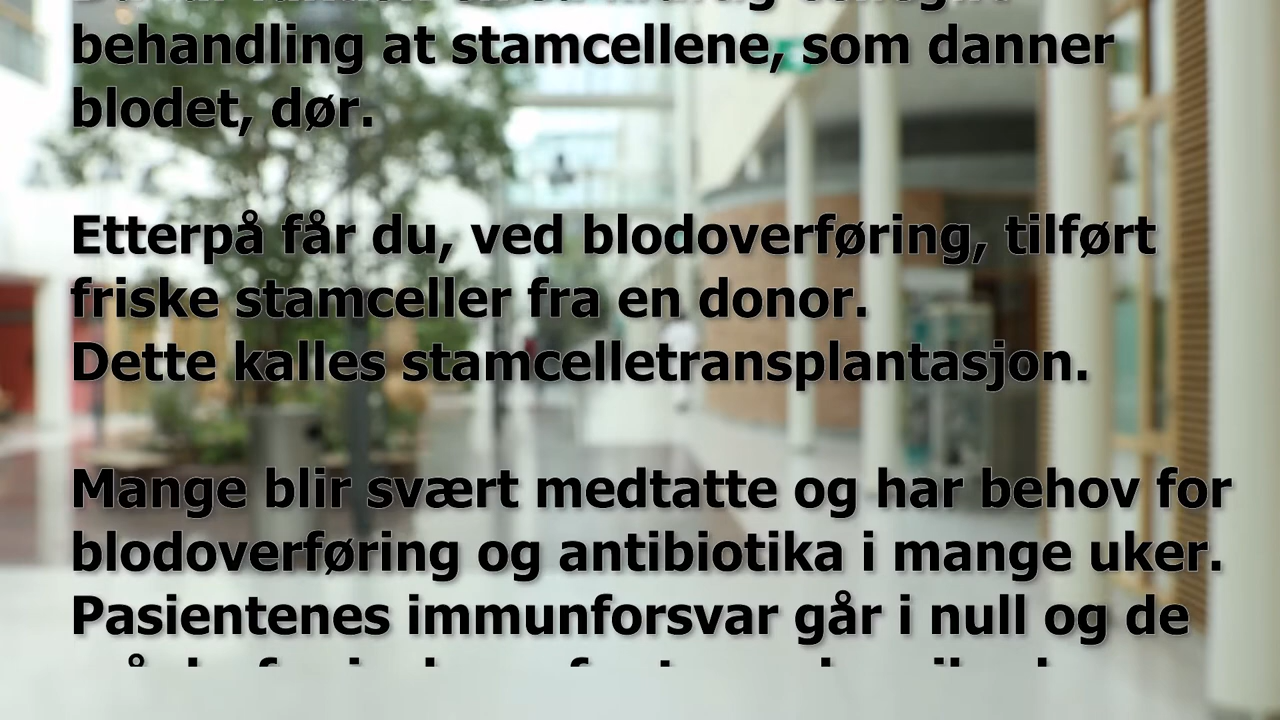 behandling at stamcellene, som danner
blodet, dør.
Etterpå får du, ved blodoverføring, tilført
friske stamceller fra en donor.
Dette kalles stamcelletransplantasjon.
Mange blir svært medtatte og har behov for
blodoverføring og antibiotika i mange uker.
Pasientenes immunforsvar går i null og de